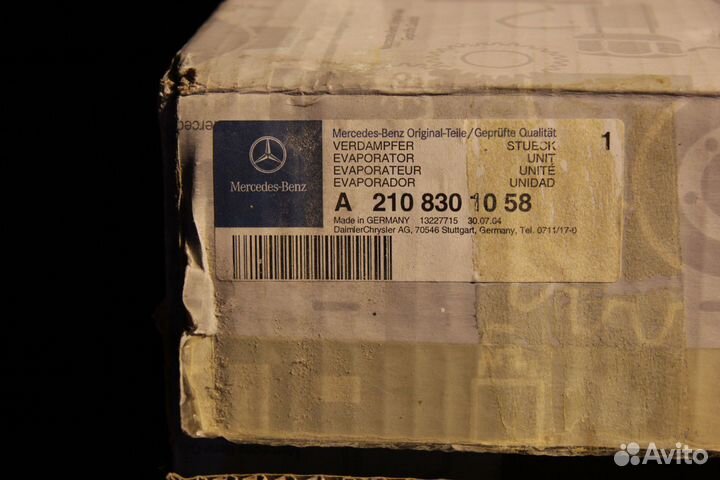 Mercedes-Benz
Mercedes-Benz Original-Teile/Geprüfte Qualität
VERDAMPFER STUECK 1
EVAPORATOR UNIT
EVAPORATEUR UNITÉ
EVAPORADOR UNIDAD
A 210 830 10 58
Made in GERMANY 13227715 30.07.04
DaimlerChrysler AG, 70546 Stuttgart, Germany, Tel. 0711/17-0
Avito